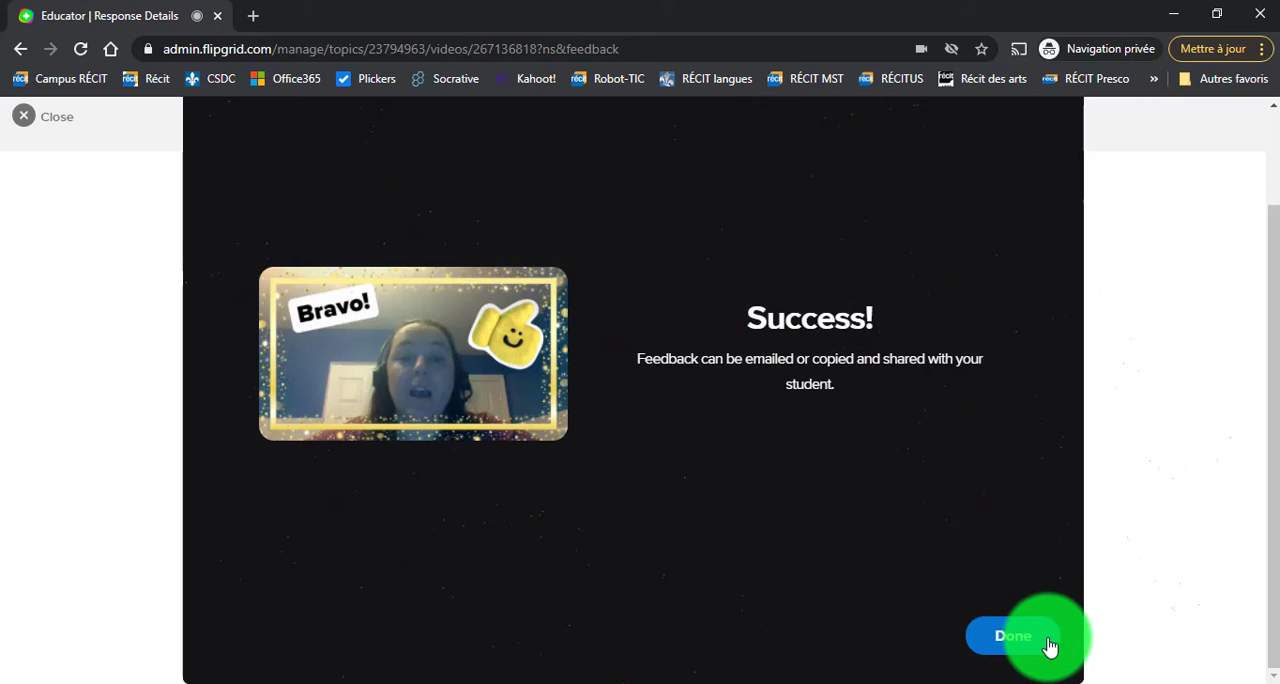 Educator | Response Details
admin.flipgrid.com/manage/topics/23794963/videos/267136818?ns&feedback
Navigation privée
Mettre à jour
Campus RÉCIT
Récit
CSDC
Office365
Plickers
Socrative
Kahoot!
Robot-TIC
RÉCIT langues
RÉCIT MST
RÉCITUS
Récit des arts
RÉCIT Presco
»
Autres favoris
Close
Bravo!
Success!
Feedback can be emailed or copied and shared with your
student.
Done